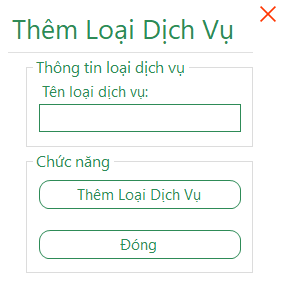 Thêm Loại Dịch Vụ
Thông tin loại dịch vụ
Tên loại dịch vụ:
Chức năng
Thêm Loại Dịch Vụ
Đóng